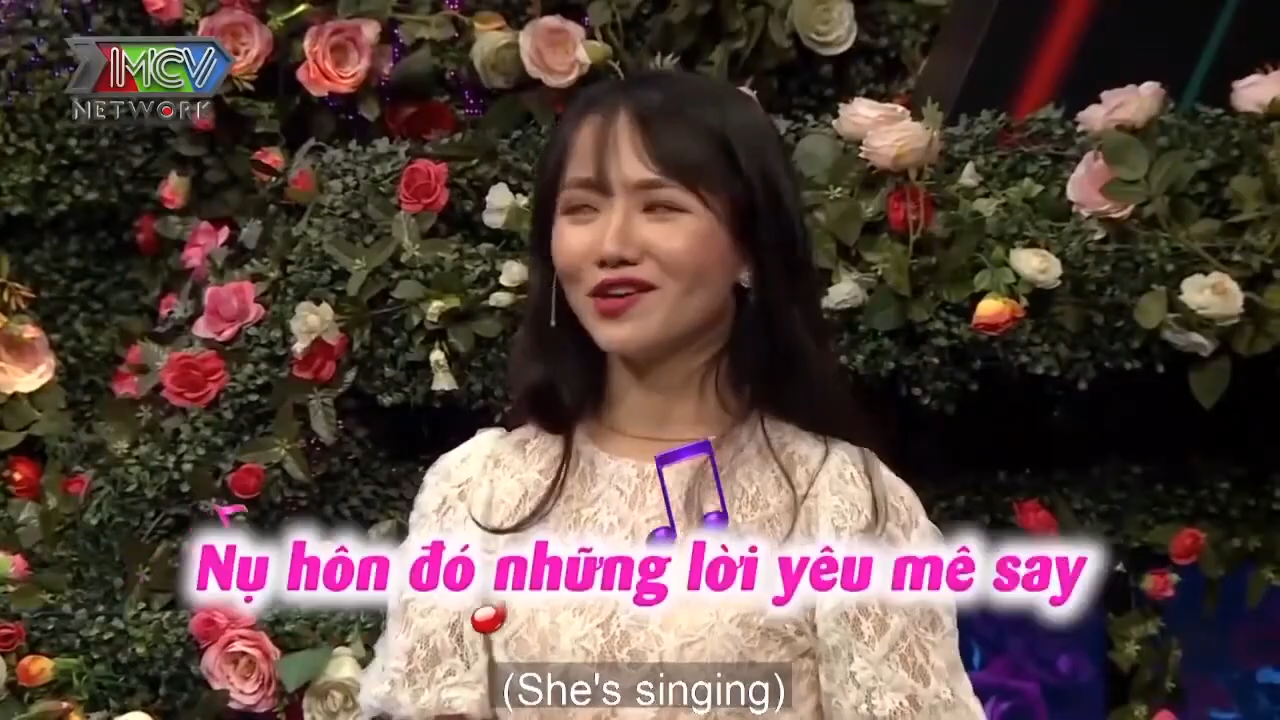 MCV
NETWORK
Nụ hôn đó những lời yêu mê say
(She's singing)